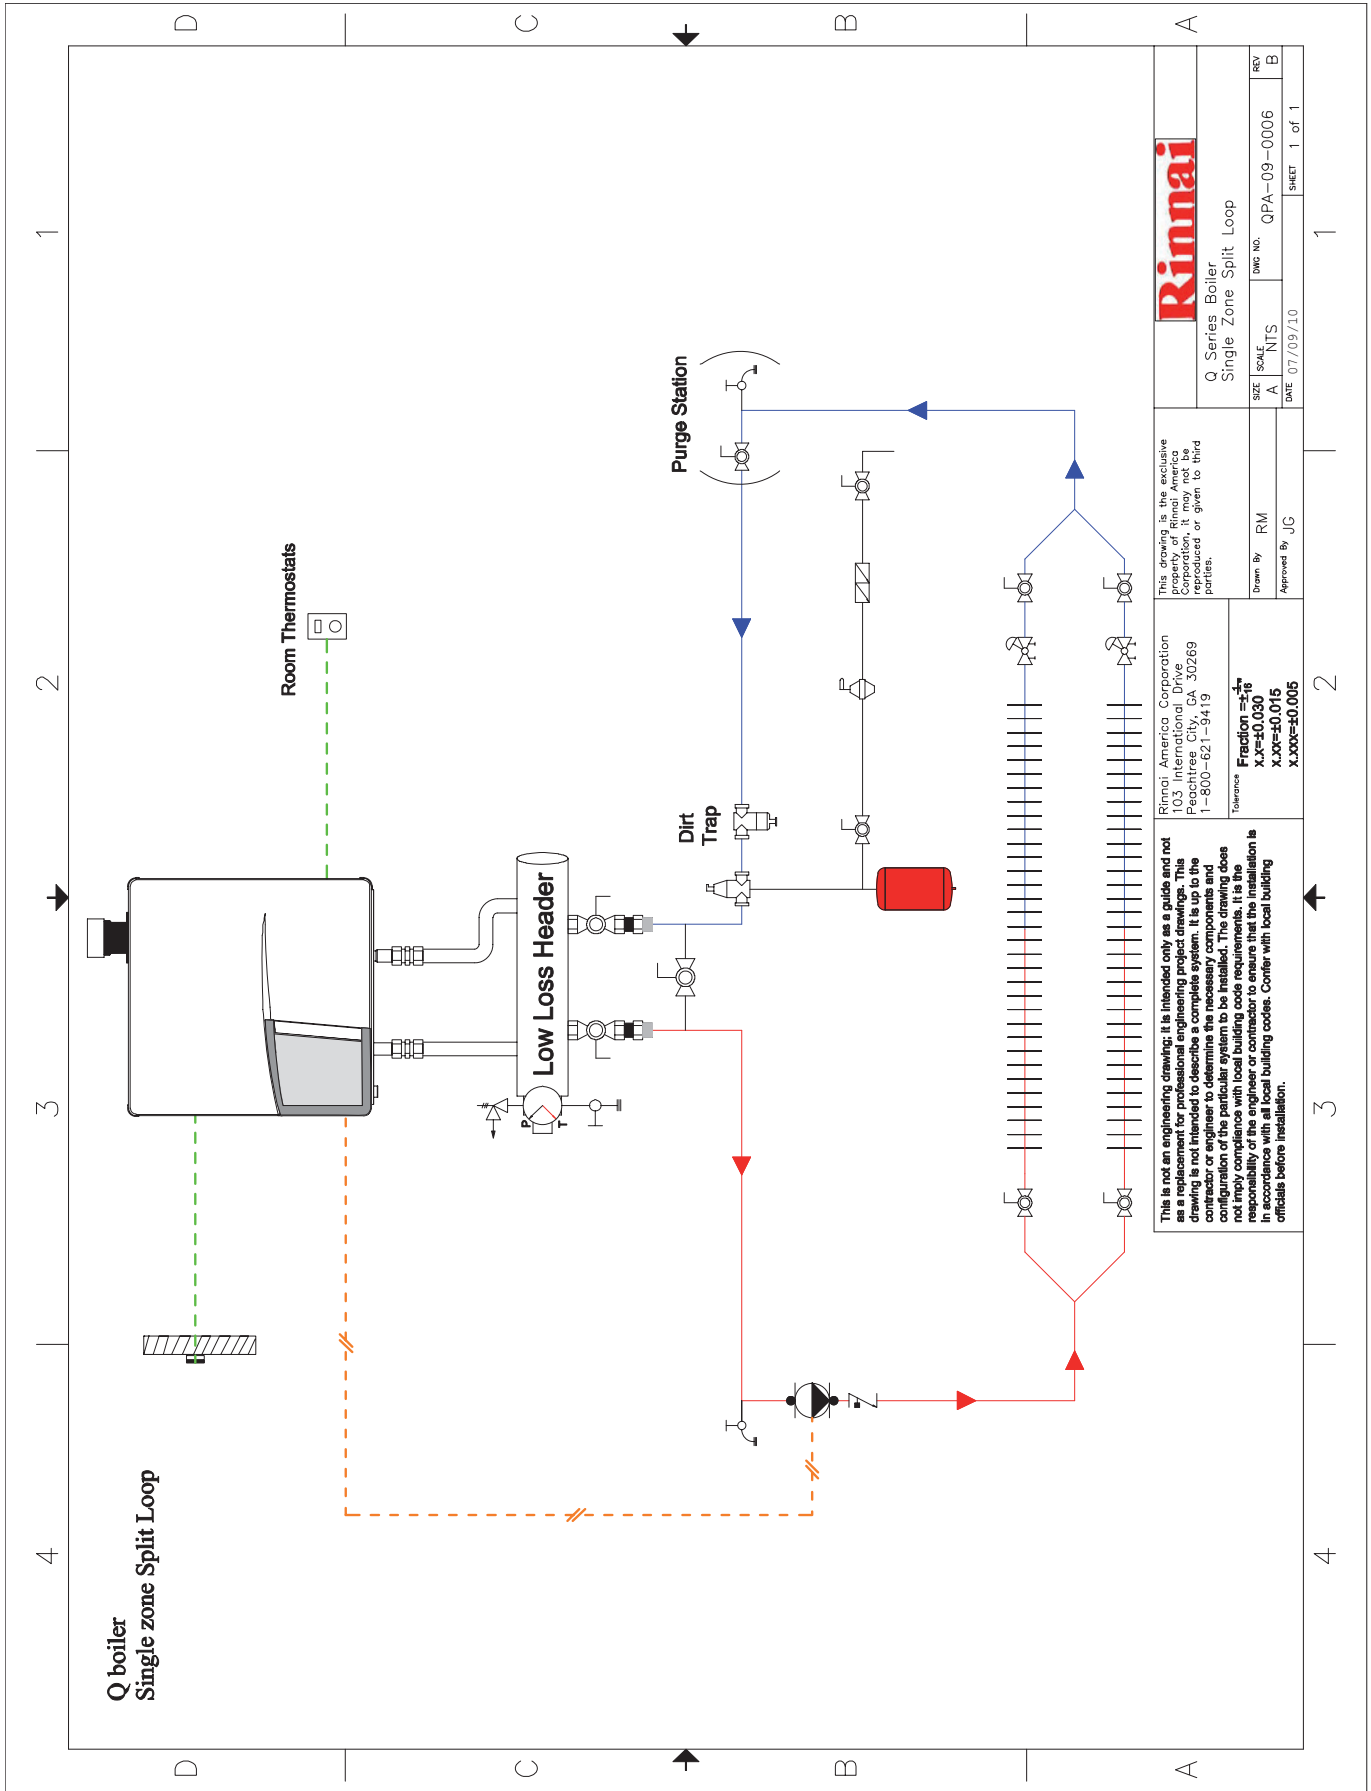 Q boiler
Single zone Split Loop
4
3
2
1
D
C
B
A
D
C
B
A
4
3
2
1
Room Thermostats
Low Loss Header
P
T
Dirt
Trap
Purge Station
This is not an engineering drawing; it is intended only as a guide and not
as a replacement for professional engineering project drawings. This
drawing is not intended to describe a complete system. It is up to the
contractor or engineer to determine the necessary components and
configuration of the particular system to be installed. The drawing does
not imply compliance with local building code requirements. It is the
responsibility of the engineer or contractor to ensure that the installation is
in accordance with all local building codes. Confer with local building
officials before installation.
Rinnai America Corporation
103 International Drive
Peachtree City, GA 30269
1-800-621-9419
Tolerance
Fraction =±1/16"
X.X=±0.030
X.XX=±0.015
X.XXX=±0.005
This drawing is the exclusive
property of Rinnai America
Corporation, it may not be
reproduced or given to third
parties.
Drawn By RM
Approved By JG
Rinnai
Q Series Boiler
Single Zone Split Loop
SIZE A
SCALE NTS
DWG NO. QPA-09-0006
REV B
DATE 07/09/10
SHEET 1 of 1